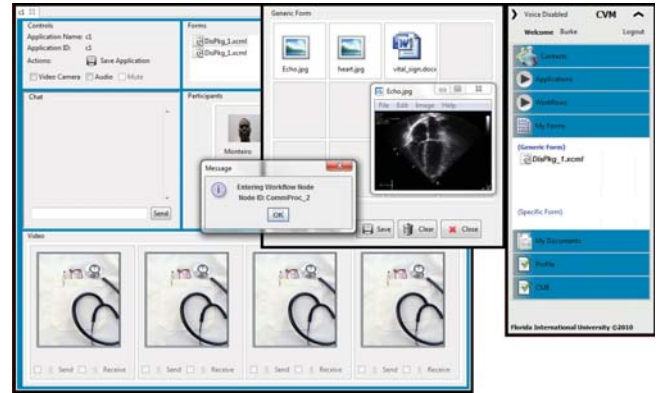 c1
Controls
Application Name: c1
Application ID: c1
Actions: Save Application
Video Camera Audio Mute
Forms
DisPkg_1.xcml
DisPkg_1.xcml
Chat
Send
Participants
Monteiro
Message
Entering Workflow Node
Node ID: CommiProc_2
OK
Generic Form
Echo.jpg
heart.jpg
vital_sign.docx
Echo.jpg
File Edit Image Help
Save Clear Close
Video
Send Receive
Send Receive
Send Receive
Send Receive
Voice Disabled CVM
Welcome Burke Logout
Contacts
Applications
Workflows
My Forms
(Generic Form)
DisPkg_1.xcml
(Specific Form)
My Documents
Profile
CME
Florida International University ©2010